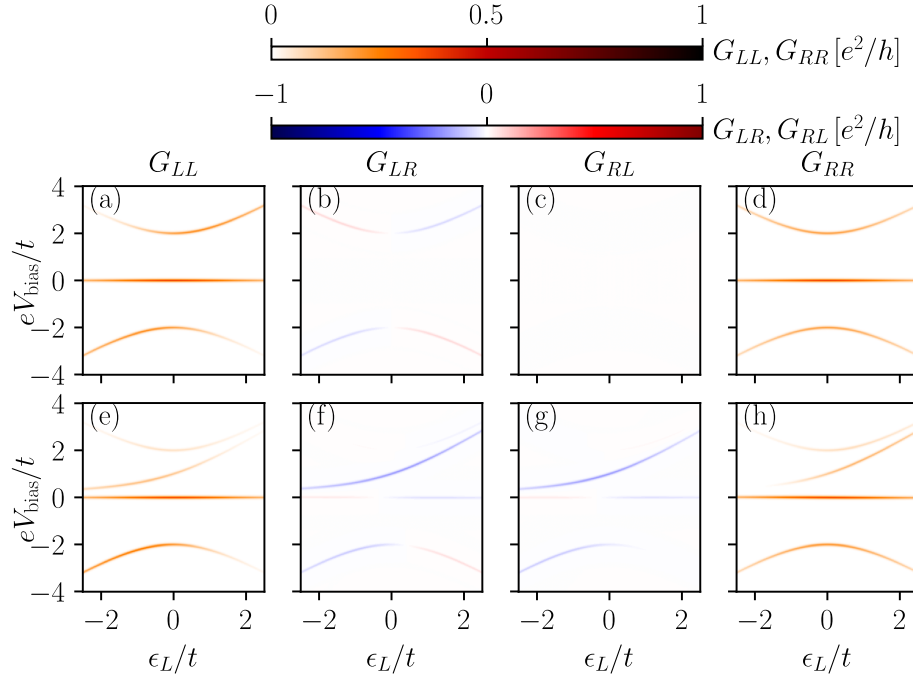 0 0.5 1
G_{LL}, G_{RR} [e^2/h]
−1 0 1
G_{LR}, G_{RL} [e^2/h]
G_{LL} G_{LR} G_{RL} G_{RR}
4 (a) (b) (c) (d)
2
0
−2
−4
eV_{bias}/t
4 (e) (f) (g) (h)
2
0
−2
−4
eV_{bias}/t
−2 0 2 −2 0 2 −2 0 2 −2 0 2
ϵ_L/t ϵ_L/t ϵ_L/t ϵ_L/t